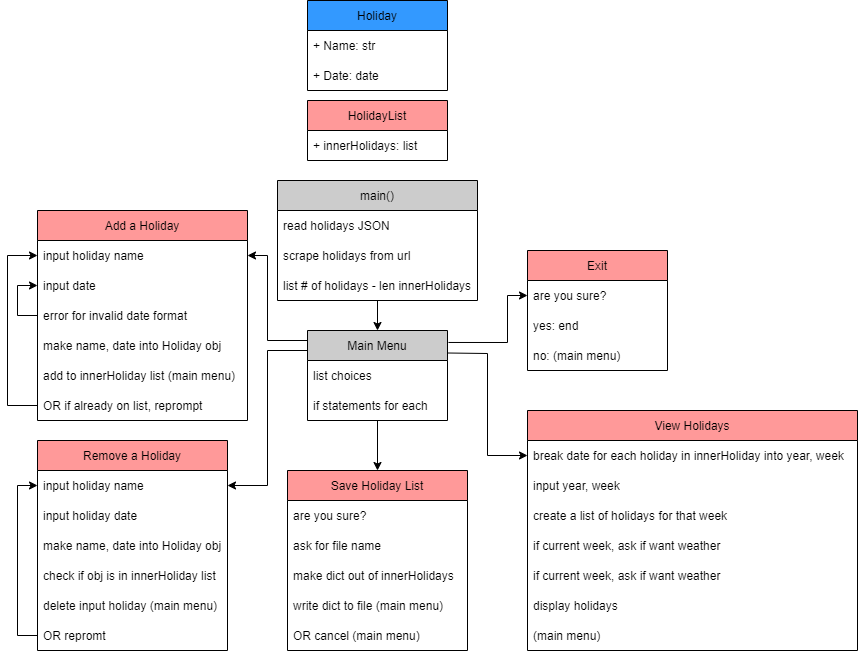 Holiday
+ Name: str
+ Date: date
HolidayList
+ innerHolidays: list
main()
read holidays JSON
scrape holidays from url
list # of holidays - len innerHolidays
Add a Holiday
input holiday name
input date
error for invalid date format
make name, date into Holiday obj
add to innerHoliday list (main menu)
OR if already on list, reprompt
Main Menu
list choices
if statements for each
Exit
are you sure?
yes: end
no: (main menu)
Remove a Holiday
input holiday name
input holiday date
make name, date into Holiday obj
check if obj is in innerHoliday list
delete input holiday (main menu)
OR repromt
Save Holiday List
are you sure?
ask for file name
make dict out of innerHolidays
write dict to file (main menu)
OR cancel (main menu)
View Holidays
break date for each holiday in innerHoliday into year, week
input year, week
create a list of holidays for that week
if current week, ask if want weather
if current week, ask if want weather
display holidays
(main menu)